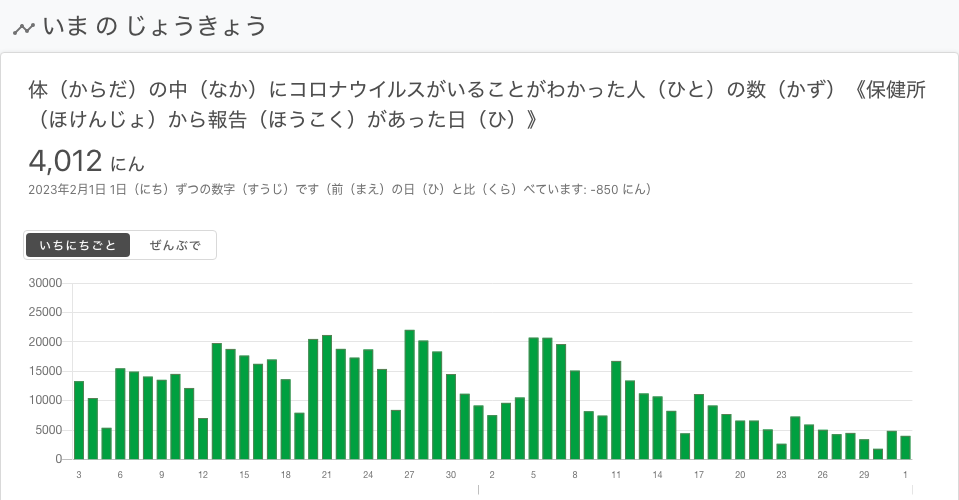 いま の じょうきょう
体（からだ）の中（なか）にコロナウイルスがいることがわかった人（ひと）の数（かず）《保健所
（ほけんじょ）から報告（ほうこく）があった日（ひ）》
4,012 にん
2023年2月1日 1日（にち）ずつの数字（すうじ）です（前（まえ）の日（ひ）と比（くら）べています: -850 にん）
いちにちごと ぜんぶで
30000
25000
20000
15000
10000
5000
0
3 6 9 12 15 18 21 24 27 30 2 5 8 11 14 17 20 23 26 29 1